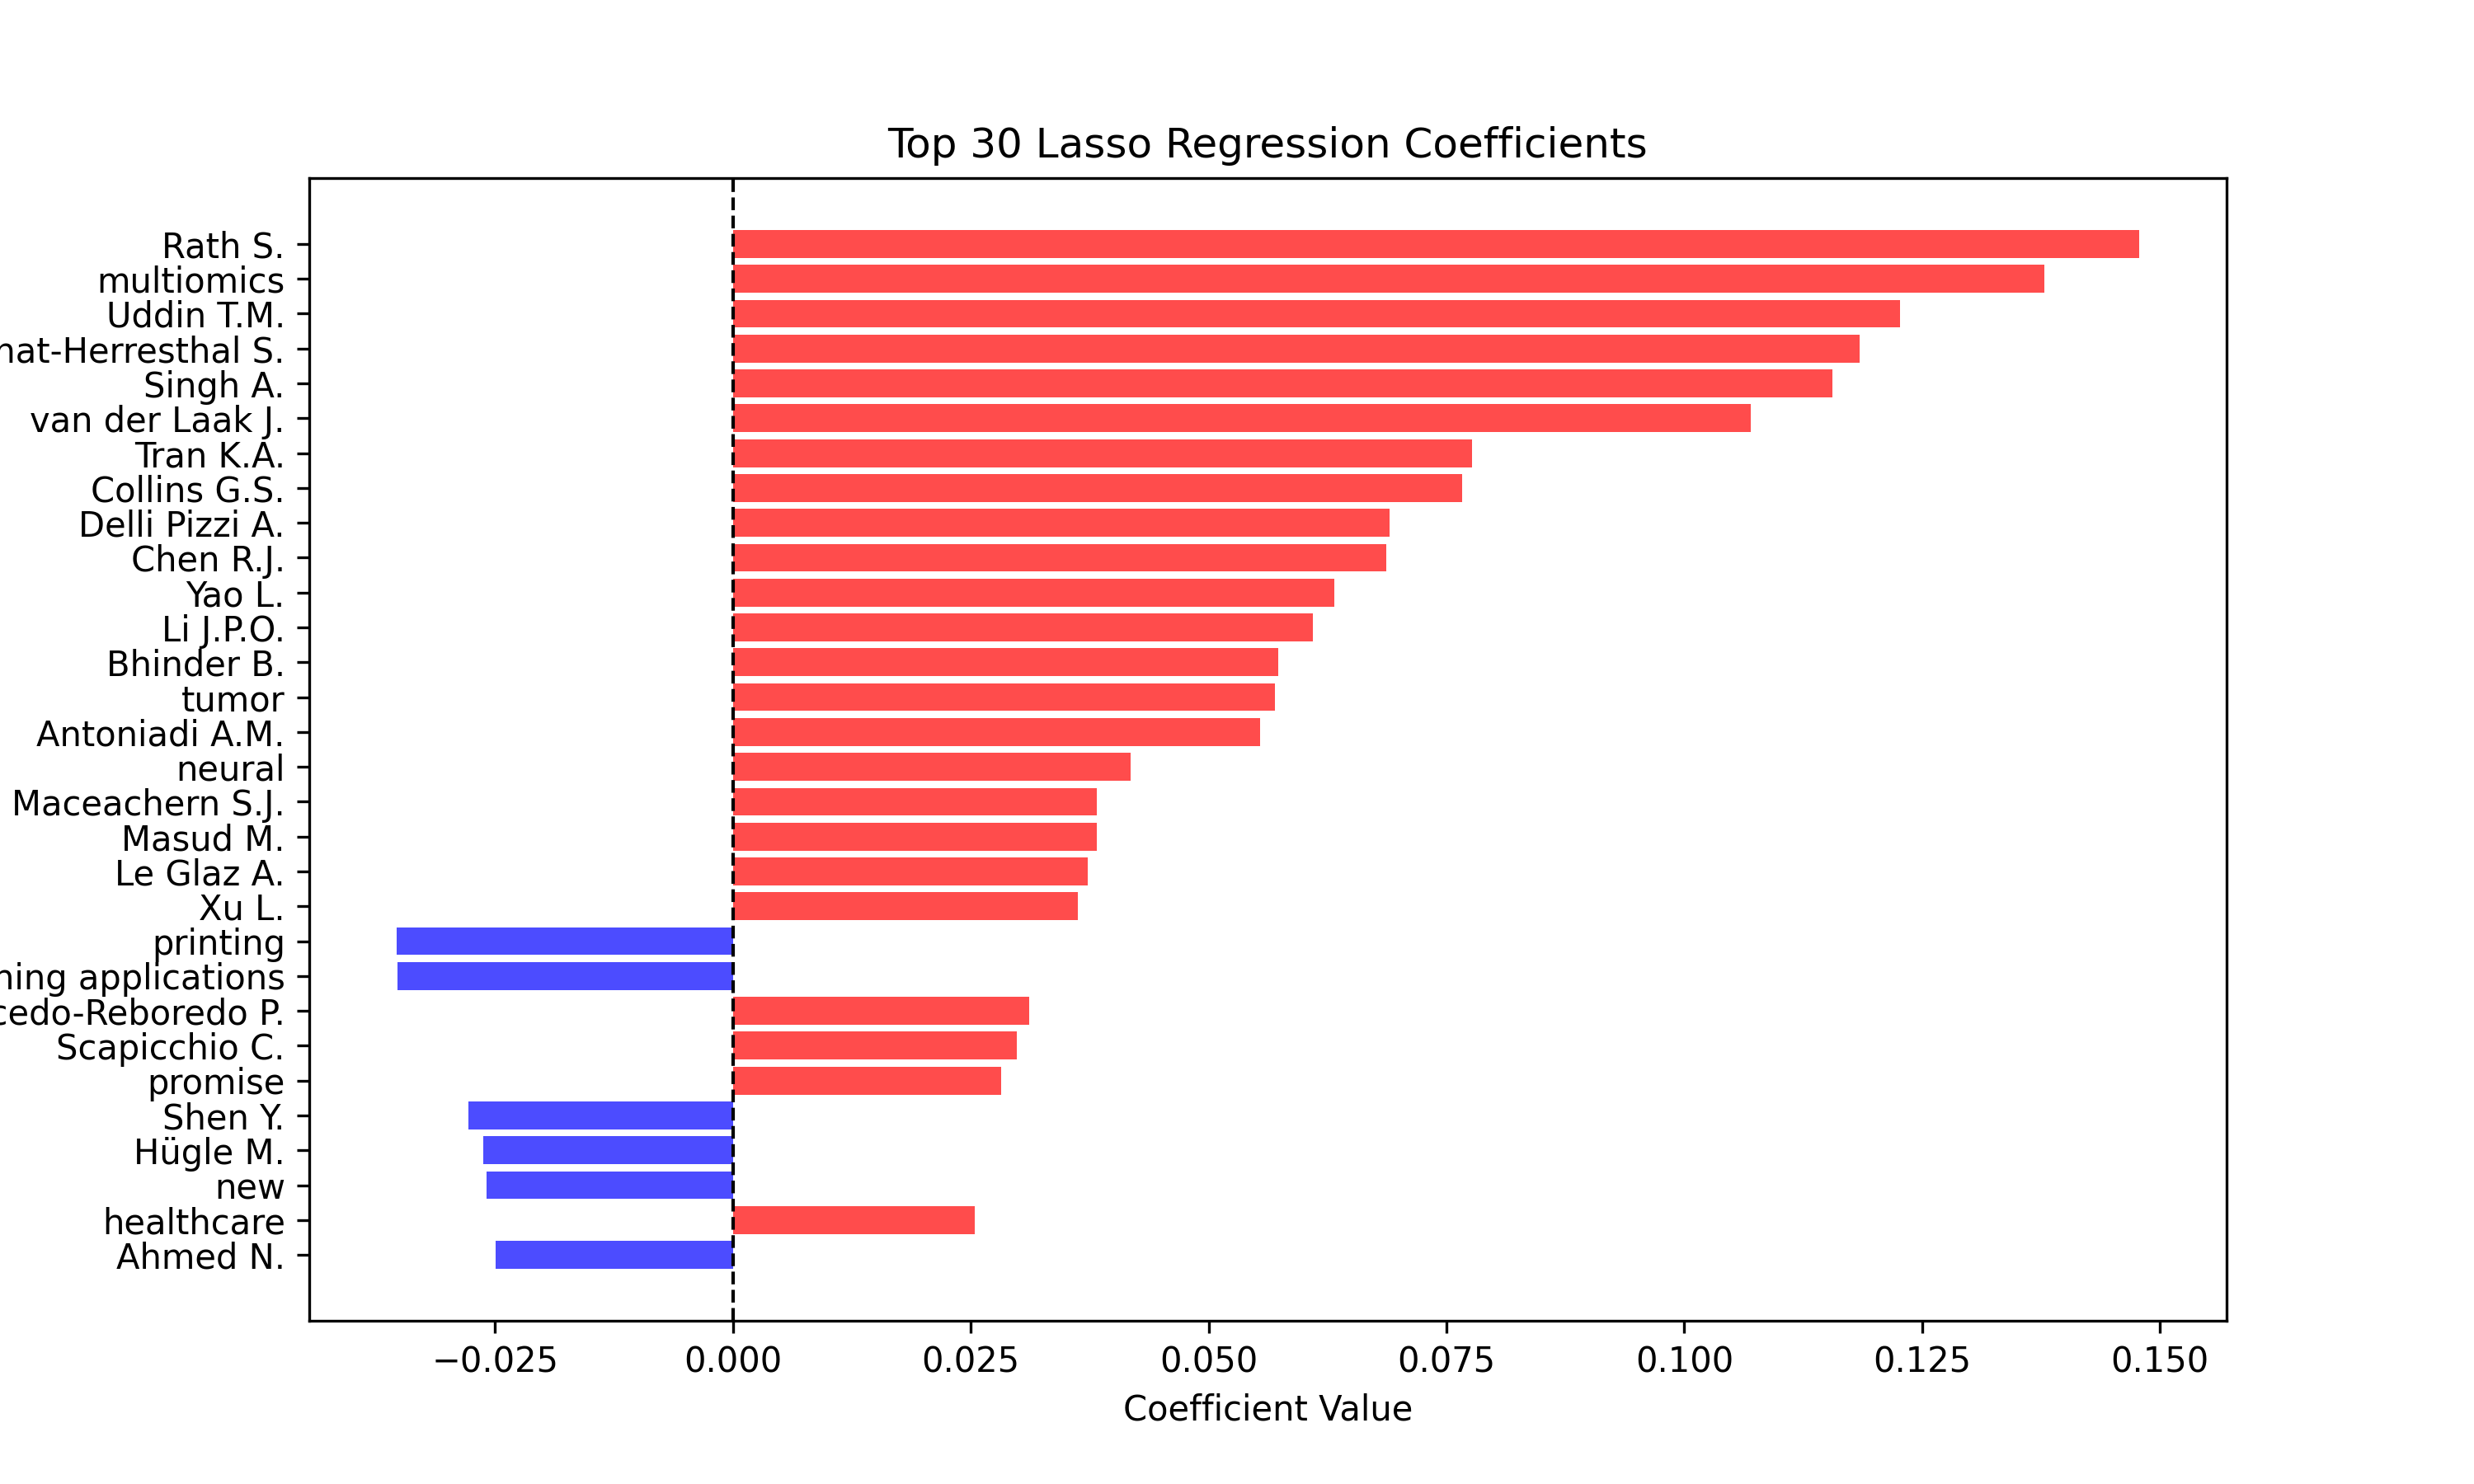 Top 30 Lasso Regression Coefficients
Rath S.
multiomics
Uddin T.M.
nat-Herresthal S.
Singh A.
van der Laak J.
Tran K.A.
Collins G.S.
Delli Pizzi A.
Chen R.J.
Yao L.
Li J.P.O.
Bhinder B.
tumor
Antoniadi A.M.
neural
Maceachern S.J.
Masud M.
Le Glaz A.
Xu L.
printing
ning applications
cedo-Reboredo P.
Scapicchio C.
promise
Shen Y.
Hügle M.
new
healthcare
Ahmed N.
−0.025 0.000 0.025 0.050 0.075 0.100 0.125 0.150
Coefficient Value